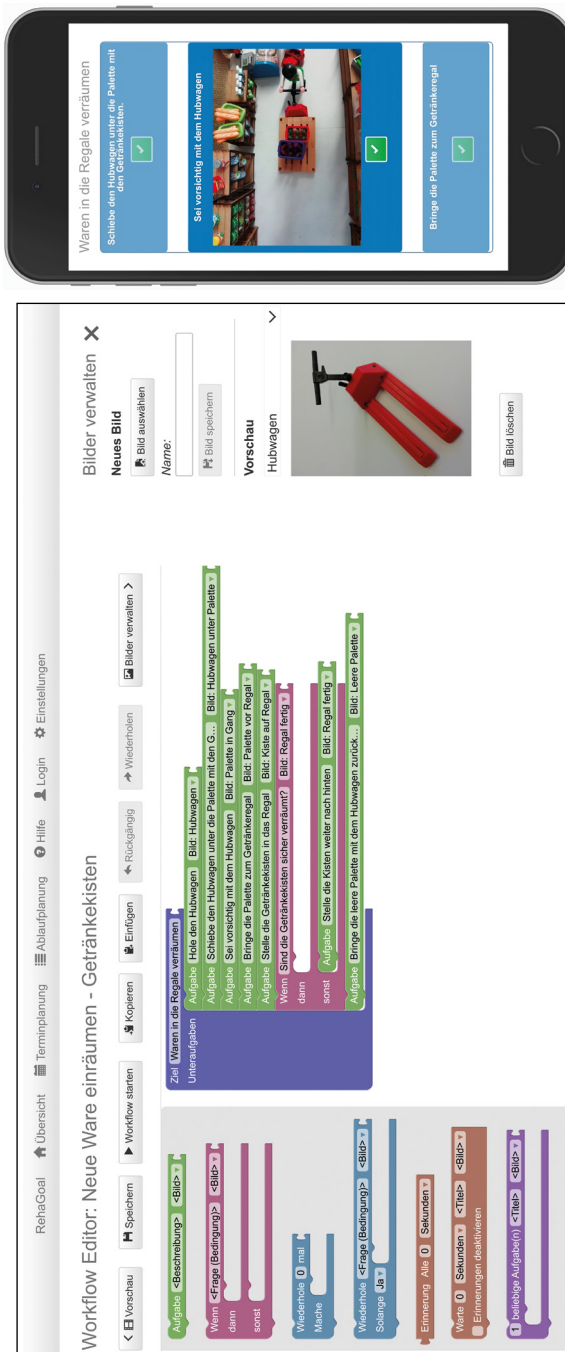 RehaGoal Übersicht Terminplanung Ablaufplanung Hilfe Login Einstellungen
Workflow Editor: Neue Ware einräumen - Getränkekisten
Vorschau Speichern Workflow starten Kopieren Einfügen Rückgängig Wiederholen Bilder verwalten
Aufgabe <Beschreibung> <Bild>
Wenn <Frage (Bedingung)> <Bild>
dann
sonst
Wiederhole 0 mal
Mache
Wiederhole <Frage (Bedingung)> <Bild>
Solange Ja
Erinnerung Alle 0 Sekunden
Warte 0 Sekunden <Titel> <Bild>
Erinnerungen deaktivieren
1 beliebige Aufgabe(n) <Titel> <Bild>
Ziel Waren in die Regale verräumen
Unteraufgaben
Aufgabe Hole den Hubwagen Bild: Hubwagen
Aufgabe Schiebe den Hubwagen unter die Palette mit den G... Bild: Hubwagen unter Palette
Aufgabe Sei vorsichtig mit dem Hubwagen Bild: Palette in Gang
Aufgabe Bringe die Palette zum Getränkeregal Bild: Palette vor Regal
Aufgabe Stelle die Getränkekisten in das Regal Bild: Kiste auf Regal
Wenn Sind die Getränkekisten sicher verräumt? Bild: Regal fertig
dann
sonst
Aufgabe Stelle die Kisten weiter nach hinten Bild: Regal fertig
Aufgabe Bringe die leere Palette mit dem Hubwagen zurück... Bild: Leere Palette
Bilder verwalten
Neues Bild
Bild auswählen
Name:
Bild speichern
Vorschau
Hubwagen
Bild löschen
Waren in die Regale verräumen
Schiebe den Hubwagen unter die Palette mit
den Getränkekisten.
Sei vorsichtig mit dem Hubwagen
Bringe die Palette zum Getränkeregal